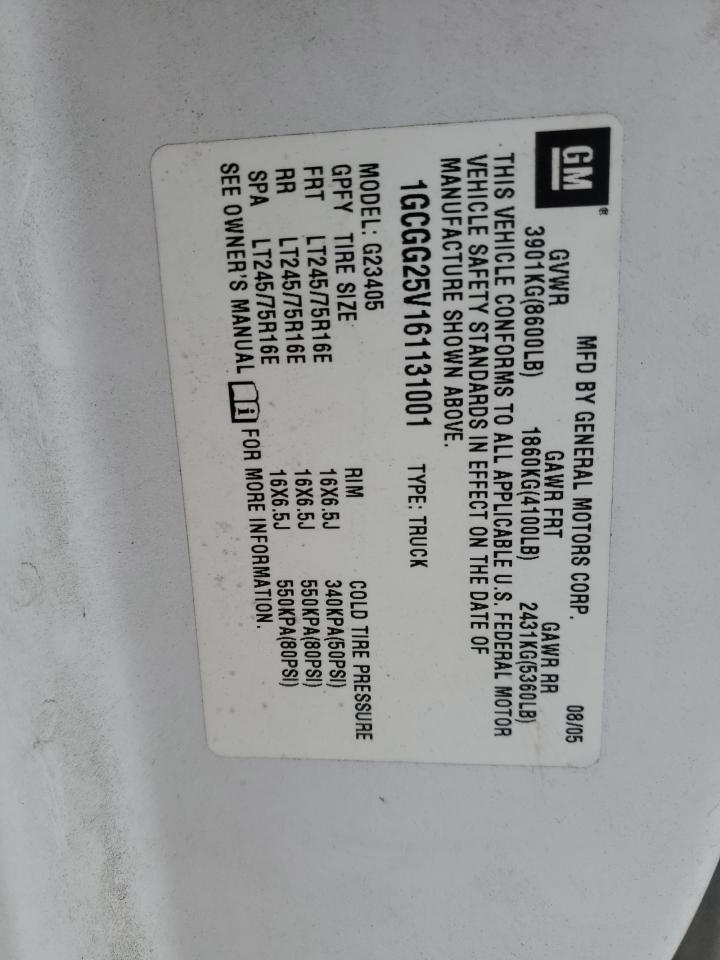 GM®
MFD BY GENERAL MOTORS CORP. 08/05
GVWR GAWR FRT GAWR RR
3901KG(8600LB) 1860KG(4100LB) 2431KG(5360LB)
THIS VEHICLE CONFORMS TO ALL APPLICABLE U.S. FEDERAL MOTOR
VEHICLE SAFETY STANDARDS IN EFFECT ON THE DATE OF
MANUFACTURE SHOWN ABOVE.
1GCGG25V161131001 TYPE: TRUCK
MODEL: G23405
GPFY TIRE SIZE RIM COLD TIRE PRESSURE
FRT LT245/75R16E 16X6.5J 340KPA(50PSI)
RR LT245/75R16E 16X6.5J 550KPA(80PSI)
SPA LT245/75R16E 16X6.5J 550KPA(80PSI)
SEE OWNER'S MANUAL i FOR MORE INFORMATION.